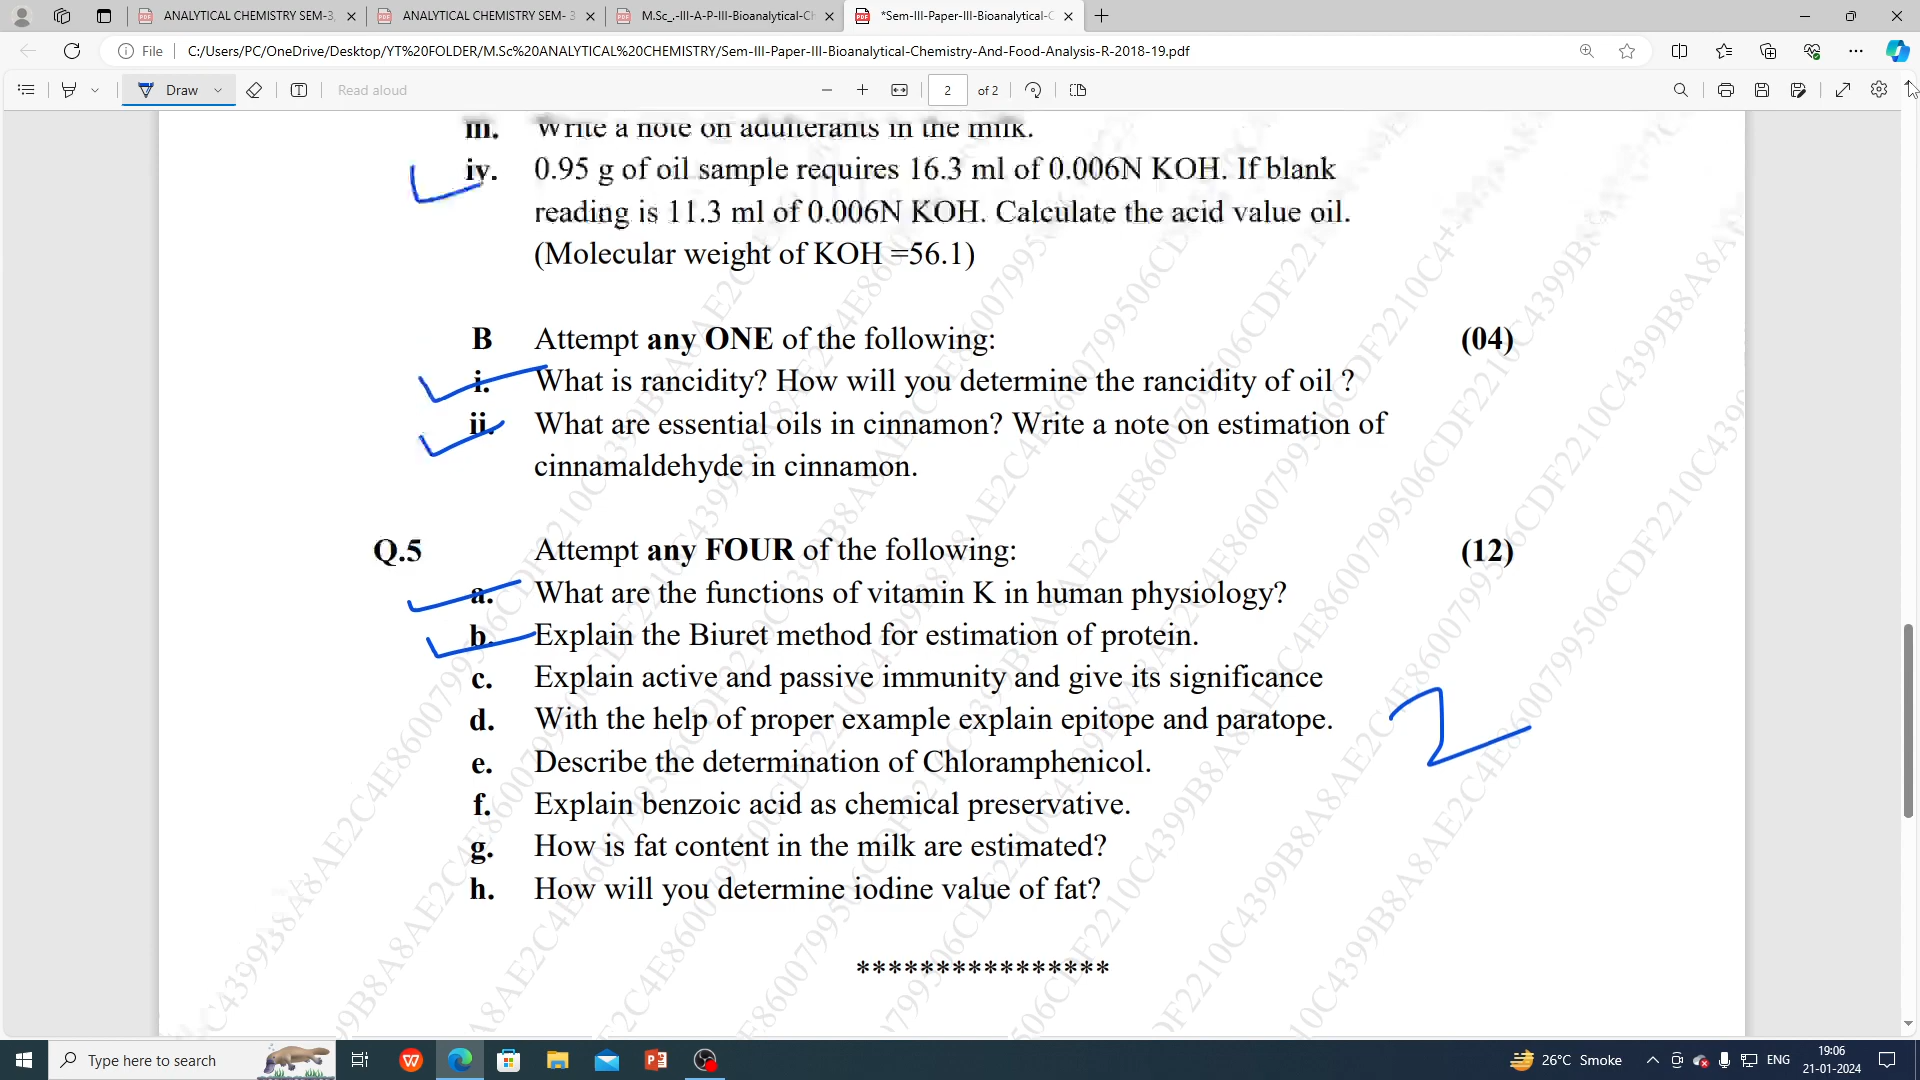 ANALYTICAL CHEMISTRY SEM-3,
ANALYTICAL CHEMISTRY SEM- 3
M.Sc_.-III-A-P-III-Bioanalytical-Ch
*Sem-III-Paper-III-Bioanalytical-C
File
C:/Users/PC/OneDrive/Desktop/YT%20FOLDER/M.Sc%20ANALYTICAL%20CHEMISTRY/Sem-III-Paper-III-Bioanalytical-Chemistry-And-Food-Analysis-R-2018-19.pdf
Draw
Read aloud
2 of 2
iii. Write a note on adulterants in the milk.
iv. 0.95 g of oil sample requires 16.3 ml of 0.006N KOH. If blank
reading is 11.3 ml of 0.006N KOH. Calculate the acid value oil.
(Molecular weight of KOH =56.1)
B Attempt any ONE of the following: (04)
i. What is rancidity? How will you determine the rancidity of oil ?
ii. What are essential oils in cinnamon? Write a note on estimation of
cinnamaldehyde in cinnamon.
Q.5 Attempt any FOUR of the following: (12)
a. What are the functions of vitamin K in human physiology?
b. Explain the Biuret method for estimation of protein.
c. Explain active and passive immunity and give its significance
d. With the help of proper example explain epitope and paratope.
e. Describe the determination of Chloramphenicol.
f. Explain benzoic acid as chemical preservative.
g. How is fat content in the milk are estimated?
h. How will you determine iodine value of fat?
****************
Type here to search
26°C Smoke
ENG
19:06
21-01-2024